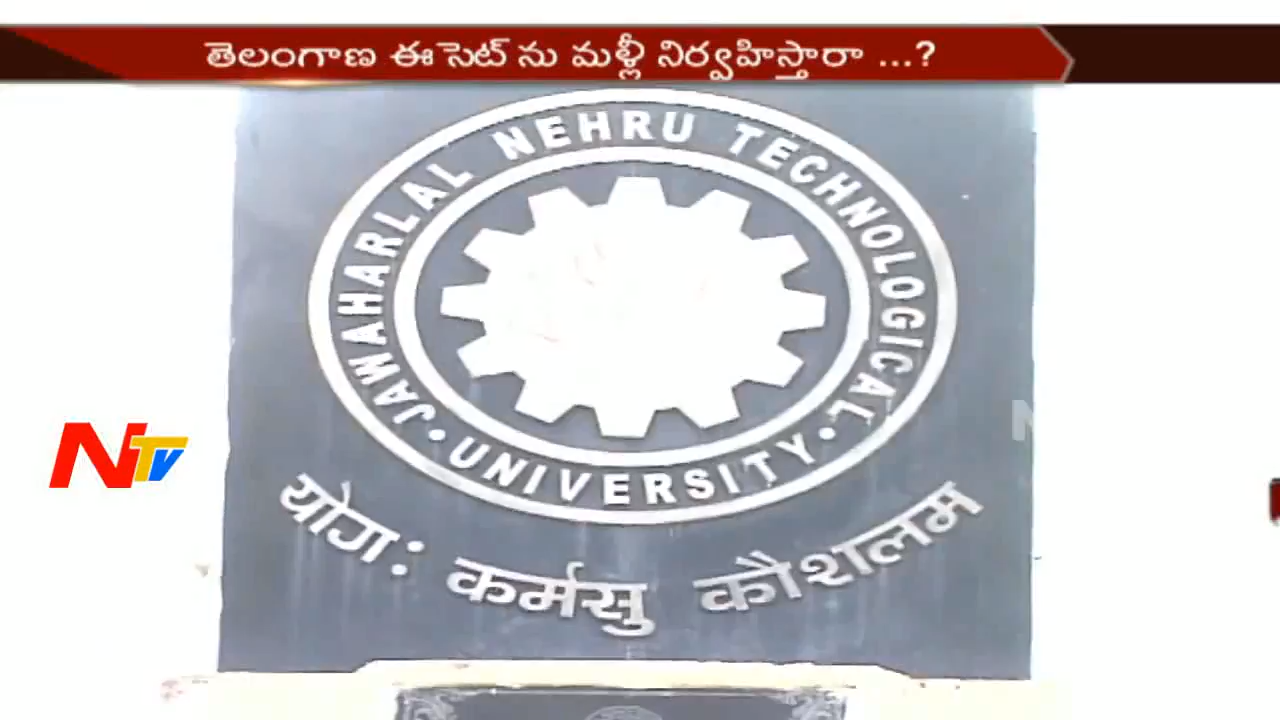 తెలంగాణ ఈసెట్ ను మళ్లీ నిర్వహిస్తారా ...?
JAWAHARLAL NEHRU TECHNOLOGICAL
UNIVERSITY
NTV
योगः कर्मसु कौशलम